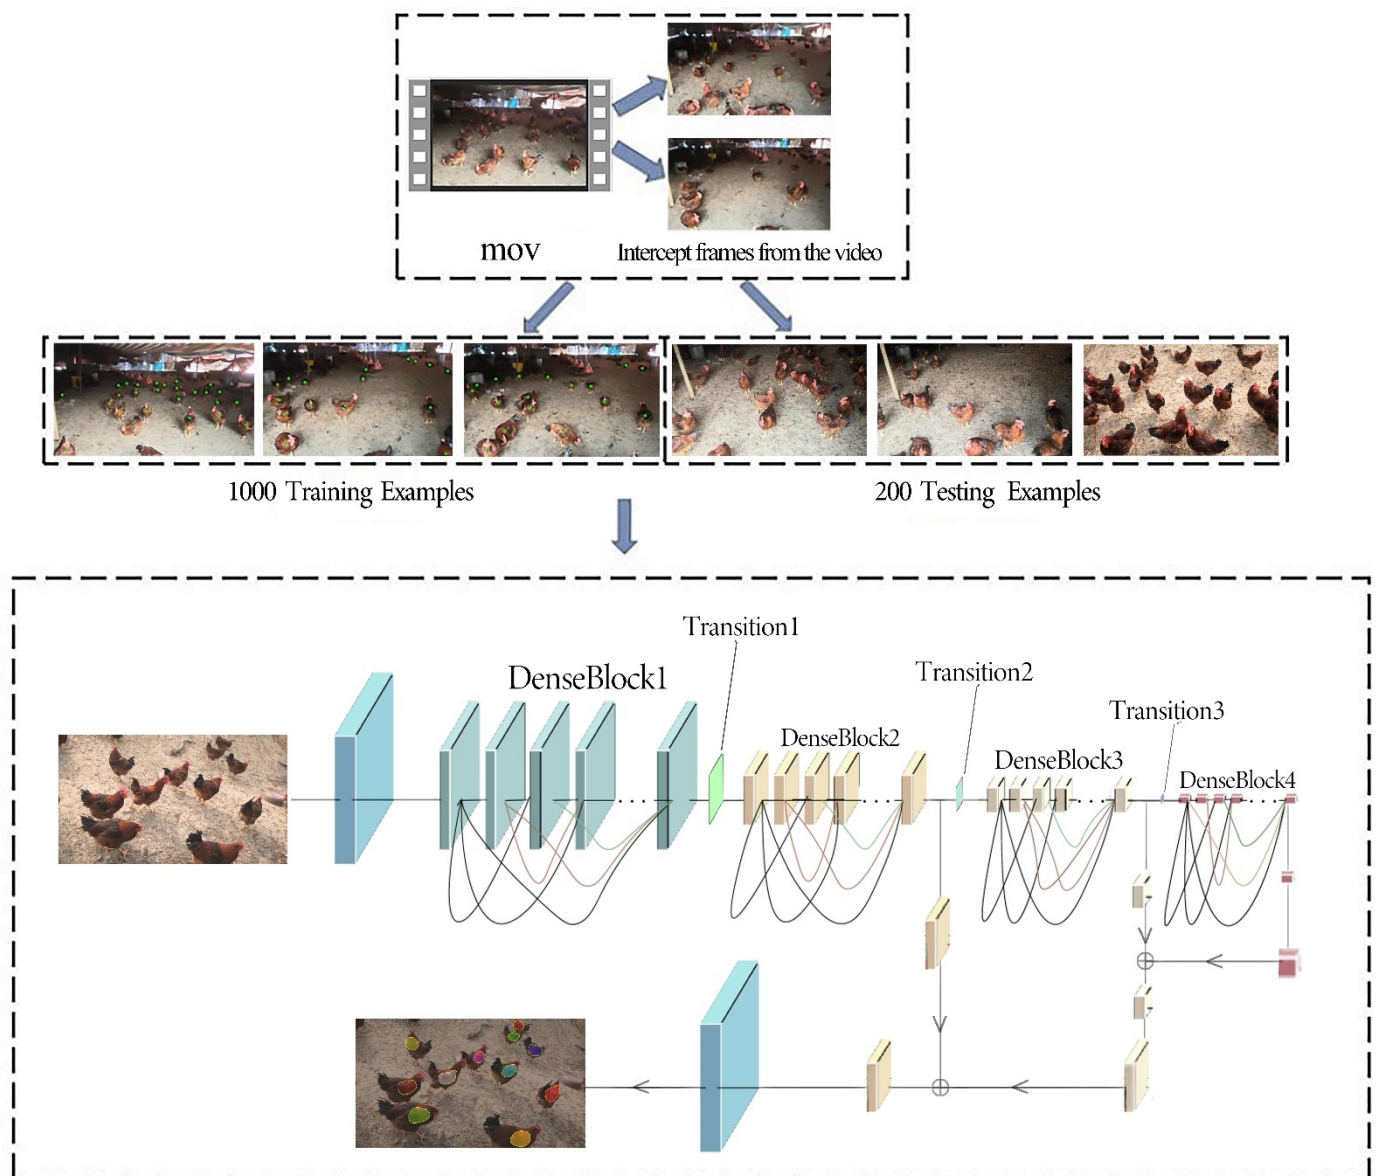 mov
Intercept frames from the video
1000 Training Examples
200 Testing Examples
Transition1
DenseBlock1
Transition2
Transition3
DenseBlock2
DenseBlock3
DenseBlock4